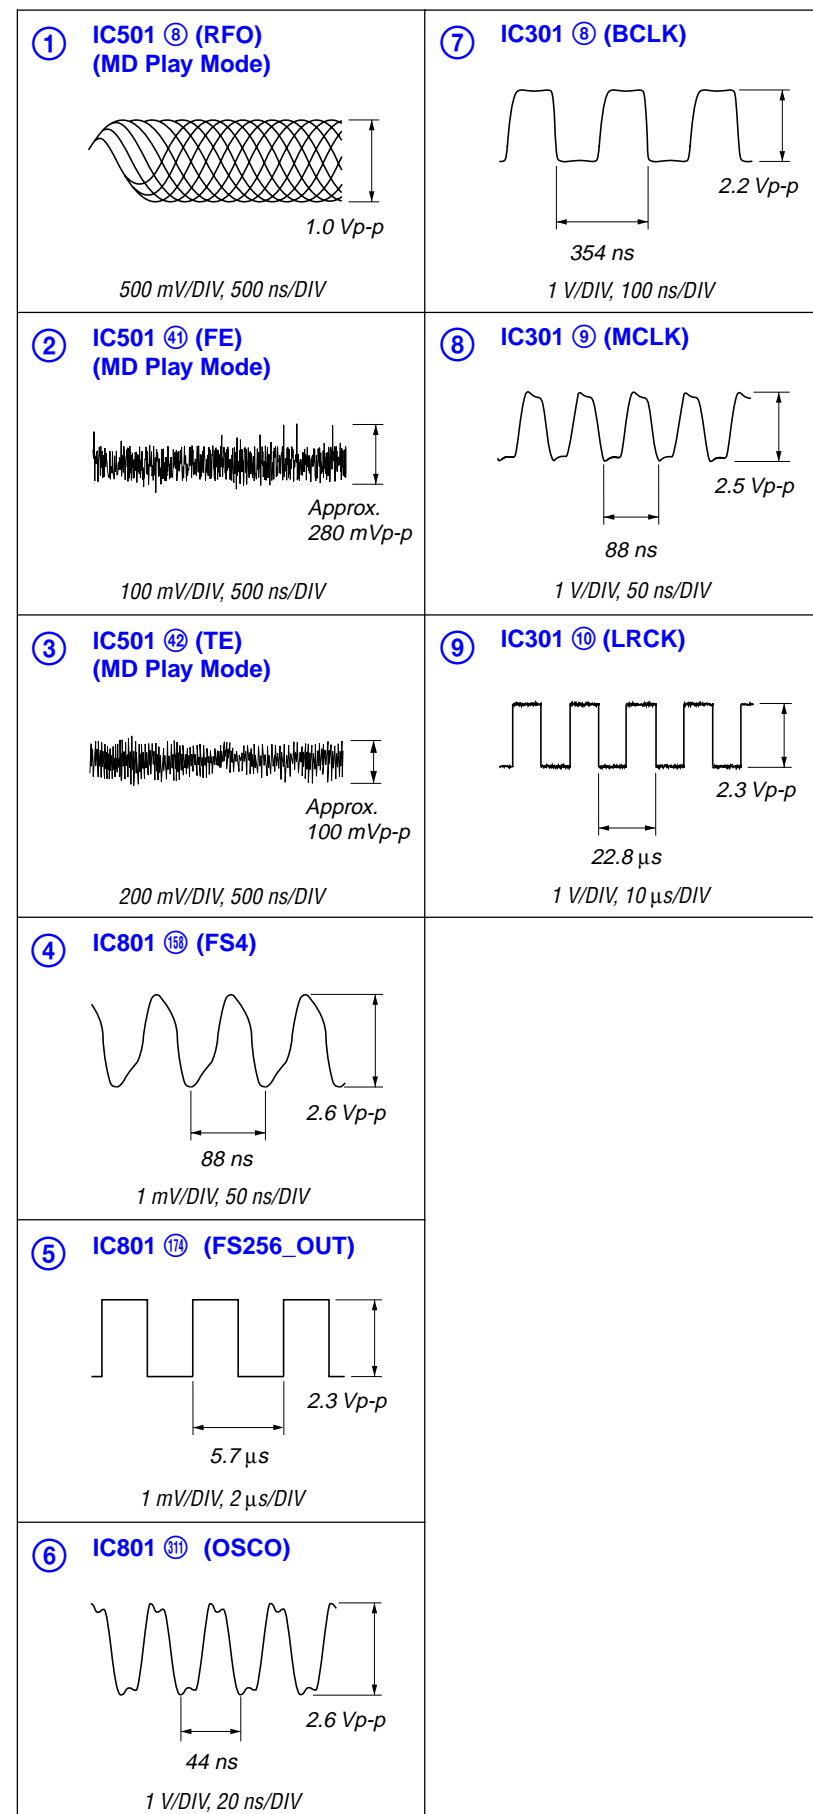 ① IC501 ⑧ (RFO)
(MD Play Mode)
1.0 Vp-p
500 mV/DIV, 500 ns/DIV
② IC501 ㊶ (FE)
(MD Play Mode)
Approx.
280 mVp-p
100 mV/DIV, 500 ns/DIV
③ IC501 ㊷ (TE)
(MD Play Mode)
Approx.
100 mVp-p
200 mV/DIV, 500 ns/DIV
④ IC801 158 (FS4)
2.6 Vp-p
88 ns
1 mV/DIV, 50 ns/DIV
⑤ IC801 174 (FS256_OUT)
2.3 Vp-p
5.7 µs
1 mV/DIV, 2 µs/DIV
⑥ IC801 311 (OSCO)
2.6 Vp-p
44 ns
1 V/DIV, 20 ns/DIV
⑦ IC301 ⑧ (BCLK)
2.2 Vp-p
354 ns
1 V/DIV, 100 ns/DIV
⑧ IC301 ⑨ (MCLK)
2.5 Vp-p
88 ns
1 V/DIV, 50 ns/DIV
⑨ IC301 ⑩ (LRCK)
2.3 Vp-p
22.8 µs
1 V/DIV, 10 µs/DIV